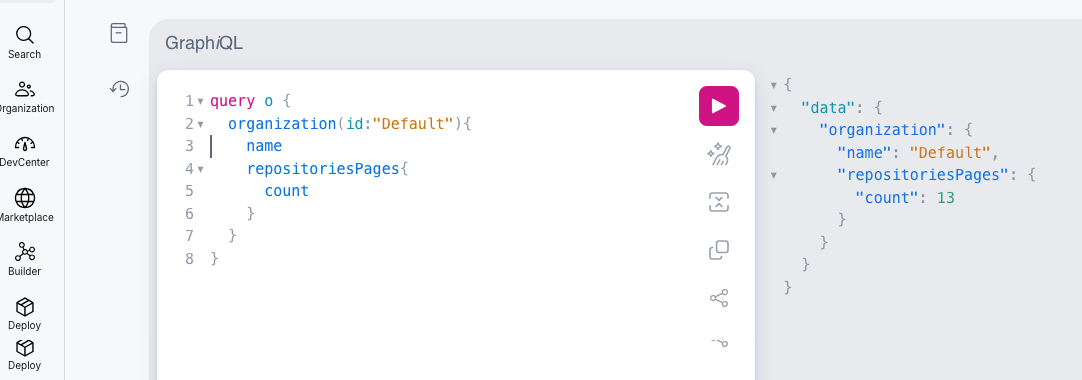 Search
Organization
DevCenter
Marketplace
Builder
Deploy
Deploy
GraphiQL
1 query o {
2 organization(id:"Default"){
3 name
4 repositoriesPages{
5 count
6 }
7 }
8 }
{
"data": {
"organization": {
"name": "Default",
"repositoriesPages": {
"count": 13
}
}
}
}